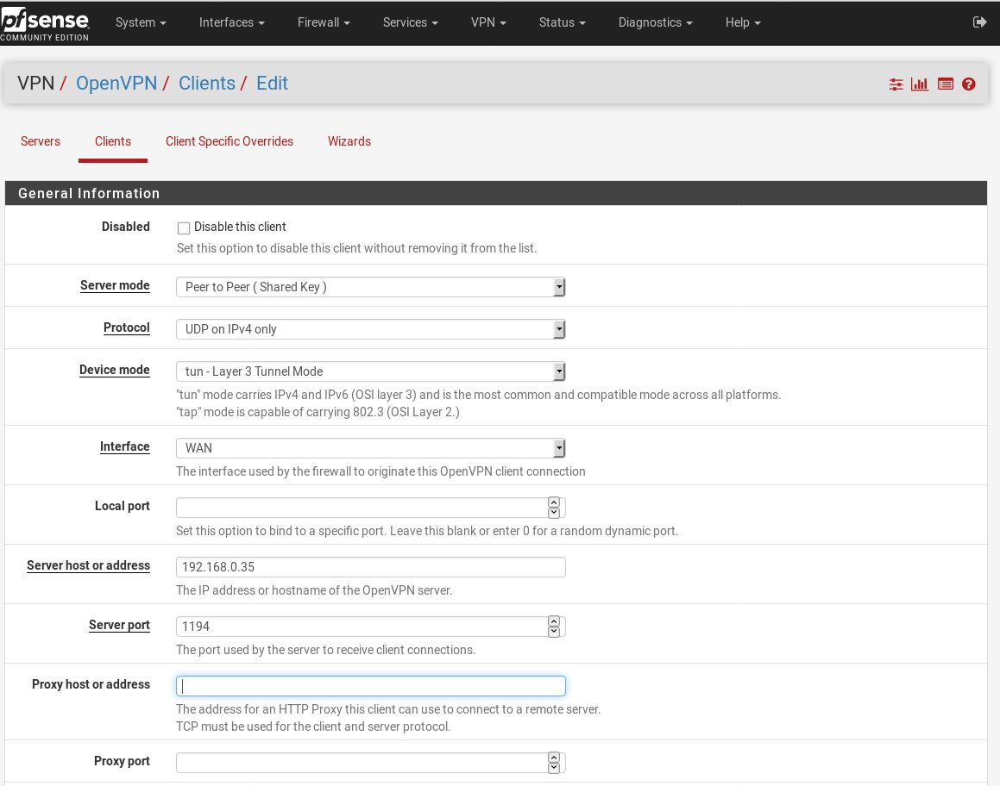 pfsense
COMMUNITY EDITION
System
Interfaces
Firewall
Services
VPN
Status
Diagnostics
Help
VPN / OpenVPN / Clients / Edit
Servers
Clients
Client Specific Overrides
Wizards
General Information
Disabled
Disable this client
Set this option to disable this client without removing it from the list.
Server mode
Peer to Peer ( Shared Key )
Protocol
UDP on IPv4 only
Device mode
tun - Layer 3 Tunnel Mode
"tun" mode carries IPv4 and IPv6 (OSI layer 3) and is the most common and compatible mode across all platforms.
"tap" mode is capable of carrying 802.3 (OSI Layer 2.)
Interface
WAN
The interface used by the firewall to originate this OpenVPN client connection
Local port
Set this option to bind to a specific port. Leave this blank or enter 0 for a random dynamic port.
Server host or address
192.168.0.35
The IP address or hostname of the OpenVPN server.
Server port
1194
The port used by the server to receive client connections.
Proxy host or address
The address for an HTTP Proxy this client can use to connect to a remote server.
TCP must be used for the client and server protocol.
Proxy port